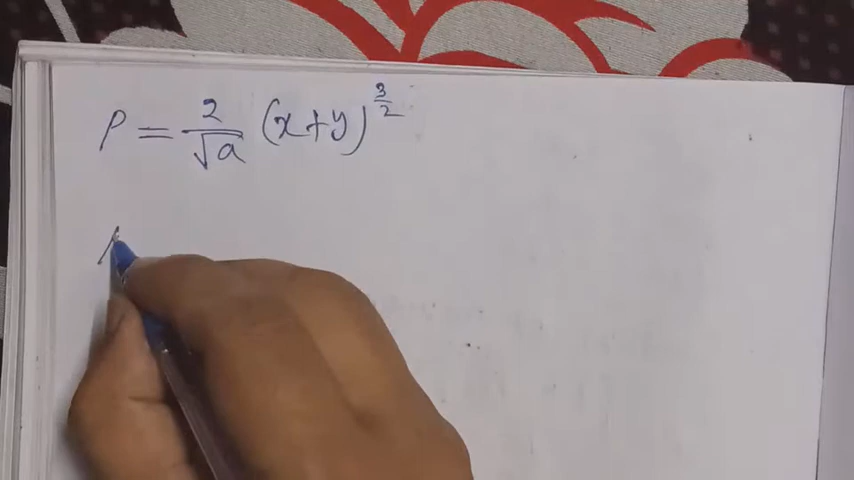 ρ = 2/√a (x+y)^3/2